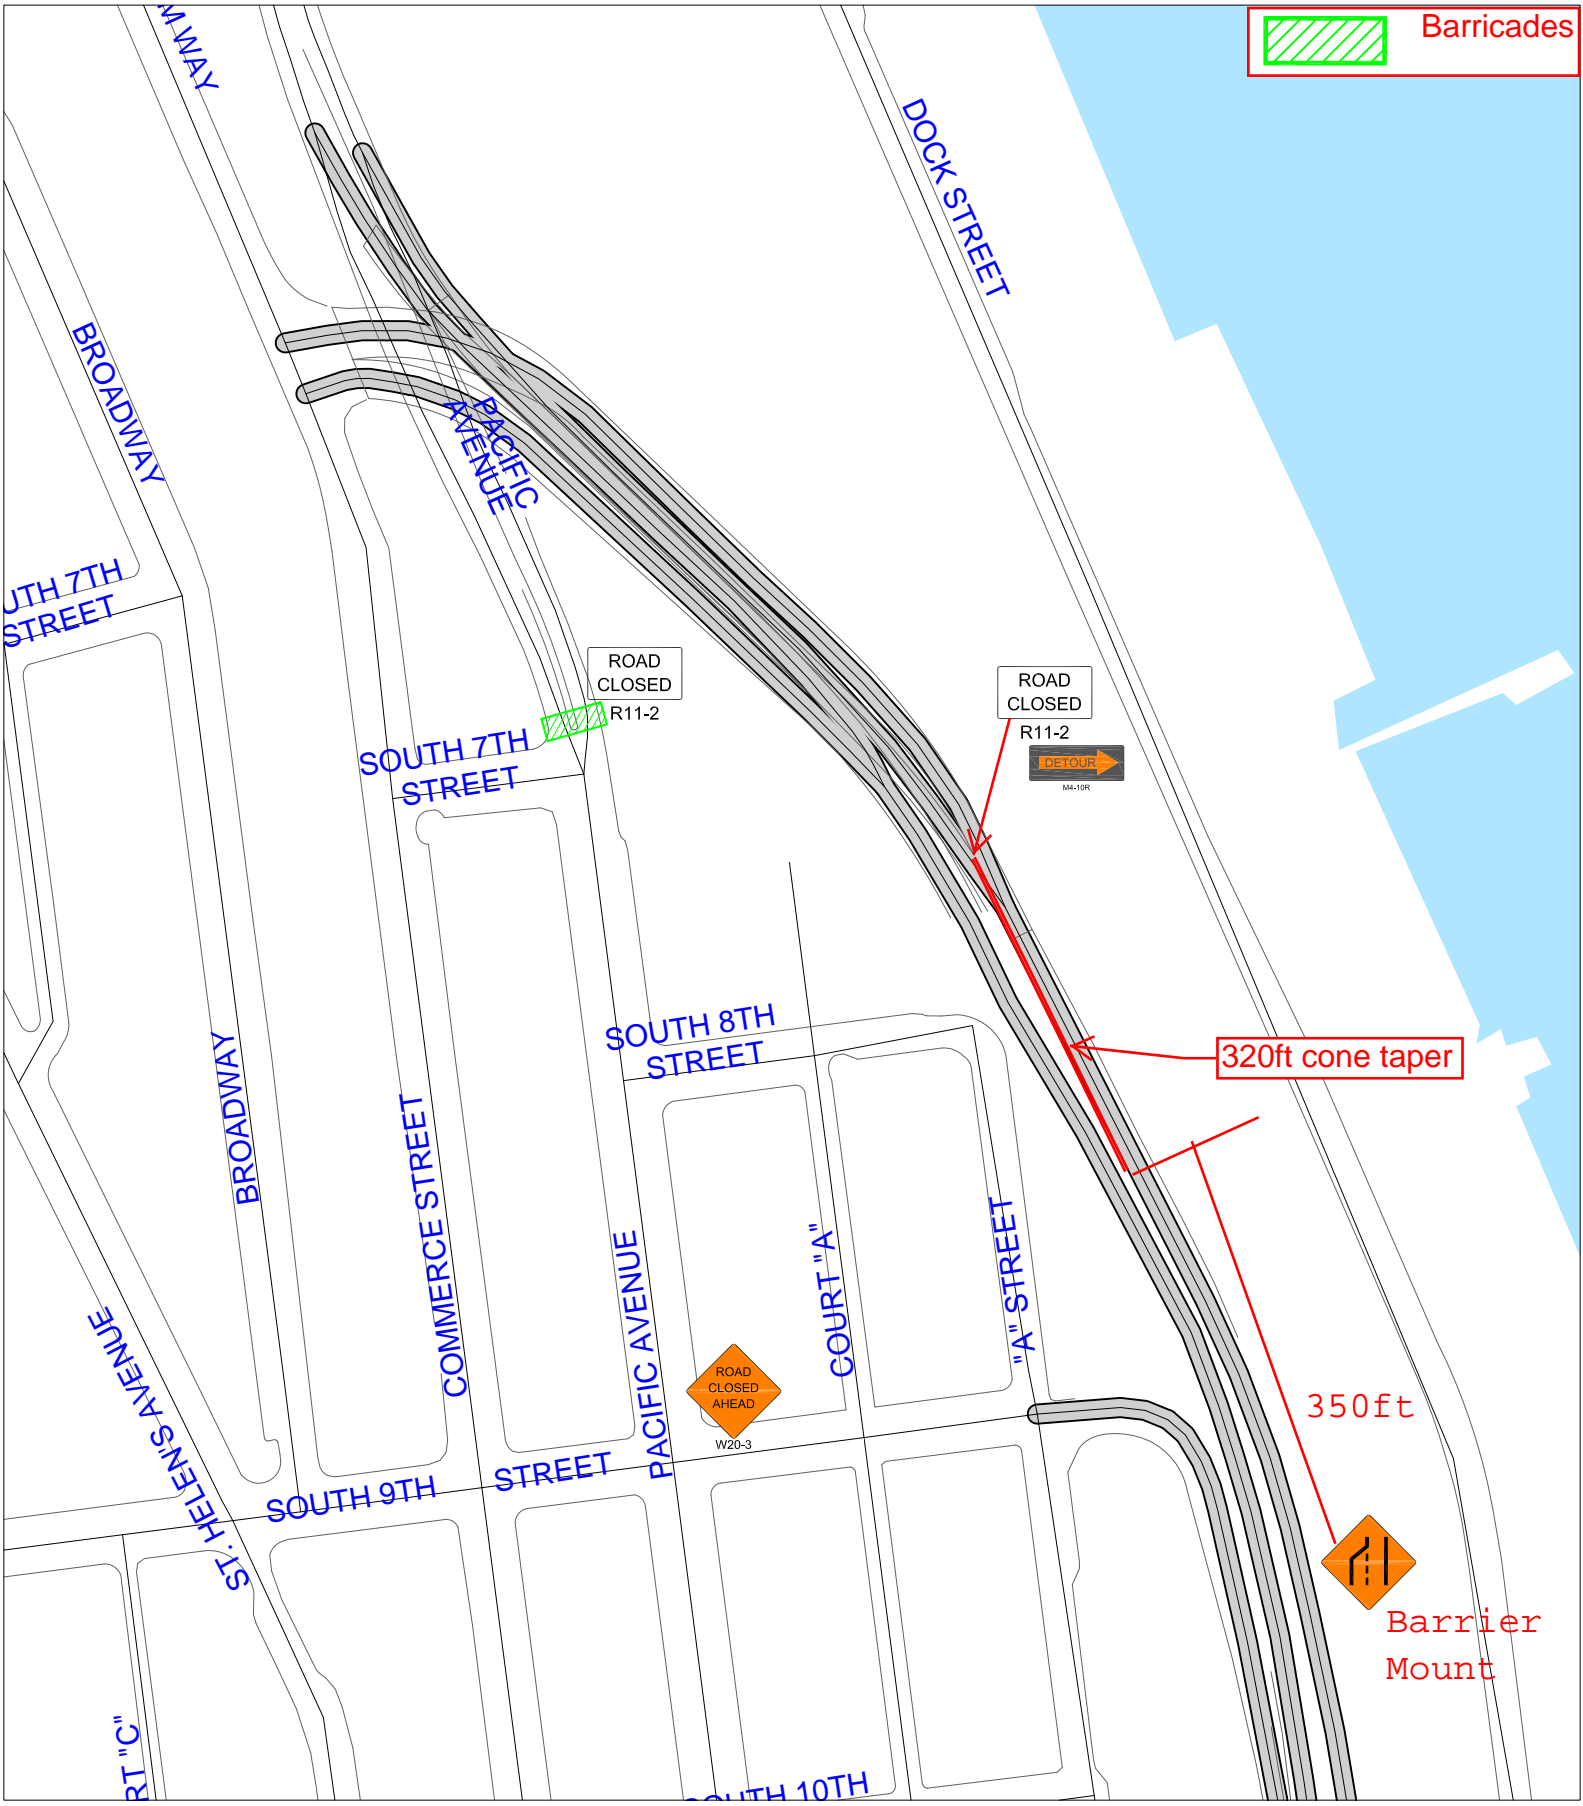 M WAY
Barricades
DOCK STREET
BROADWAY
PACIFIC
AVENUE
UTH 7TH
STREET
ROAD
CLOSED
R11-2
ROAD
CLOSED
R11-2
DETOUR
M4-10R
SOUTH 7TH
STREET
SOUTH 8TH
STREET
320ft cone taper
BROADWAY
COMMERCE STREET
PACIFIC AVENUE
COURT "A"
"A" STREET
ST. HELEN'S AVENUE
ROAD
CLOSED
AHEAD
W20-3
350ft
SOUTH 9TH
STREET
Barrier
Mount
RT "C"
OUTH 10TH